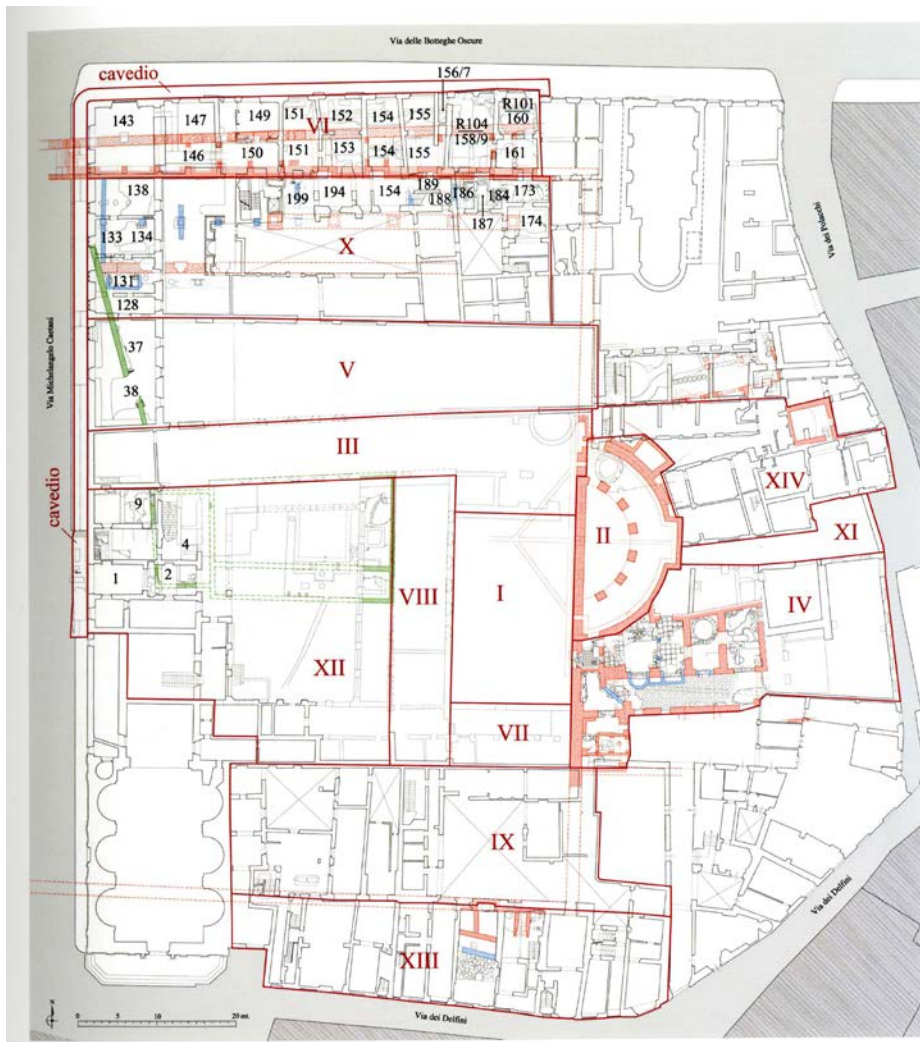 Via delle Botteghe Oscure
cavedio
156/7
143
147
149
151
152
154
155
R104
158/9
R101
160
VI
146
150
151
153
154
155
161
138
199
194
154
189
188
186
184
187
173
174
133
134
X
131
128
Via dei Polacchi
Via Michelangelo Caetani
37
V
38
III
cavedio
9
4
1
2
VIII
I
II
XIV
XI
IV
XII
VII
IX
XIII
Via dei Delfini
Via dei Delfini
N
0 10 20 mt.